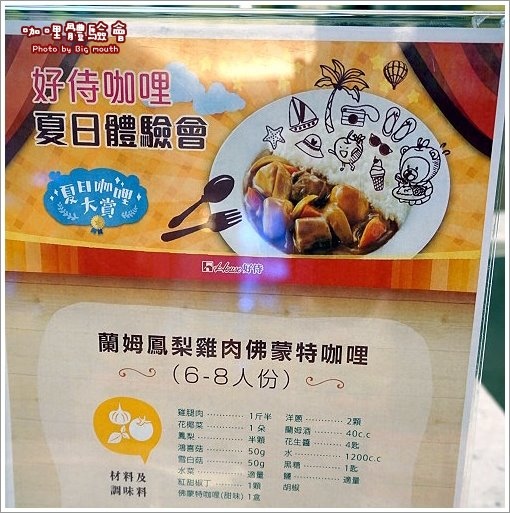 咖哩體驗會
Photo by Big mouth
好侍咖哩
夏日體驗會
夏日咖哩
大賞
House 好侍
蘭姆鳳梨雞肉佛蒙特咖哩
（6-8人份）
材料及
調味料
雞腿肉 ………… 1斤半
花椰菜 ………… 1朵
鳳梨 ………… 半顆
鴻喜菇 ………… 50g
雪白菇 ………… 50g
水菜 ………… 適量
紅甜椒丁 ………… 1顆
佛蒙特咖哩(甜味) 1盒
洋蔥 ………… 2顆
蘭姆酒 ………… 40c.c
花生醬 ………… 4匙
水 ………… 1200c.c
黑糖 ………… 1匙
鹽 ………… 適量
胡椒